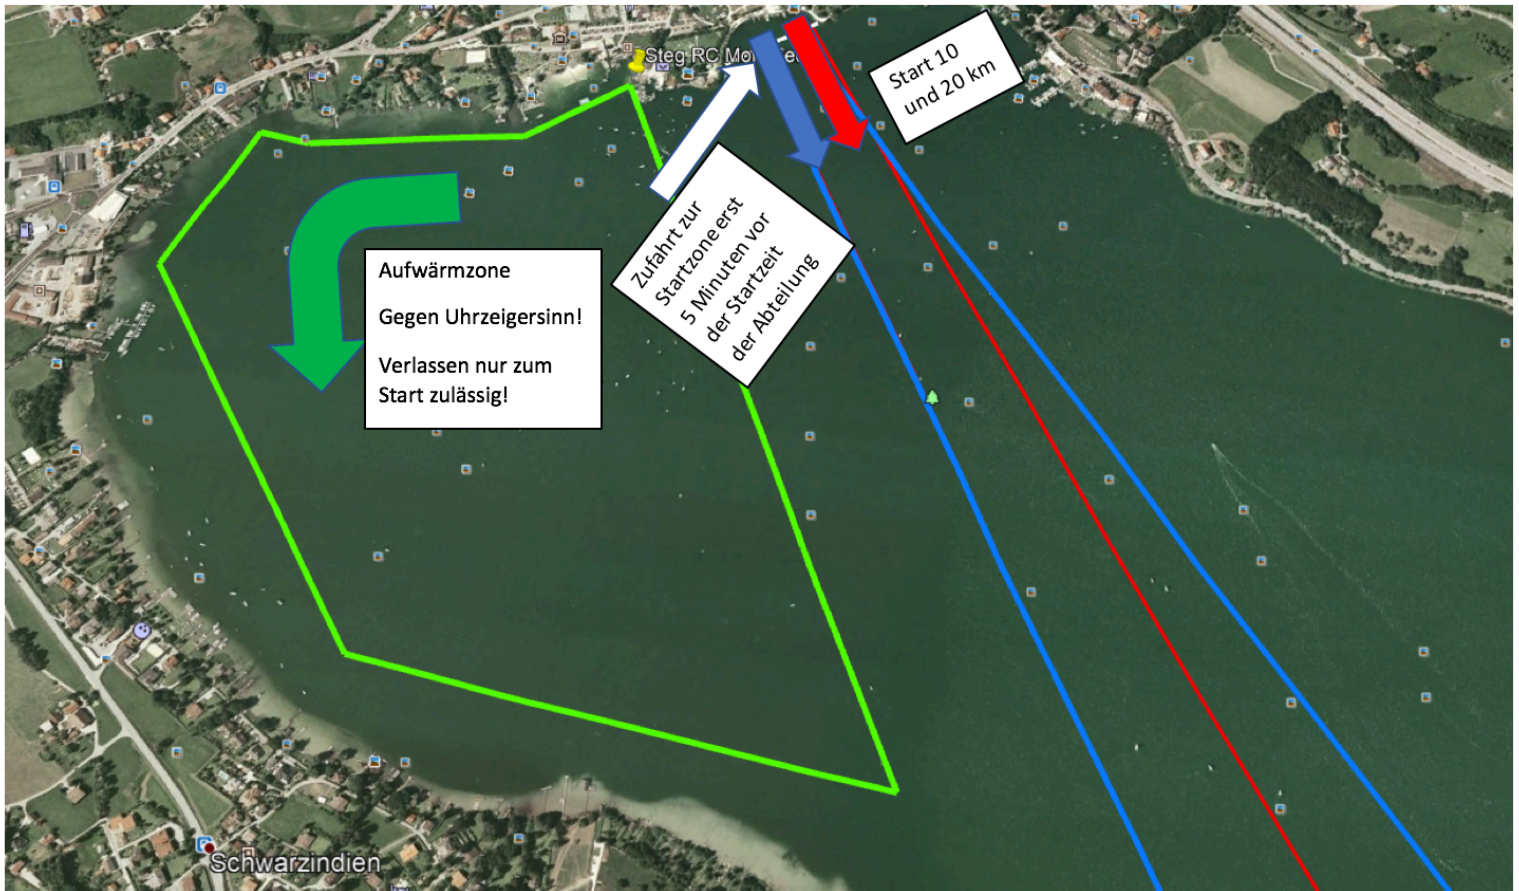 Steg RC Mo
Start 10
und 20 km
Zufahrt zur
Startzone erst
5 Minuten vor
der Startzeit
der Abteilung
Aufwärmzone
Gegen Uhrzeigersinn!
Verlassen nur zum
Start zulässig!
Schwarzindien